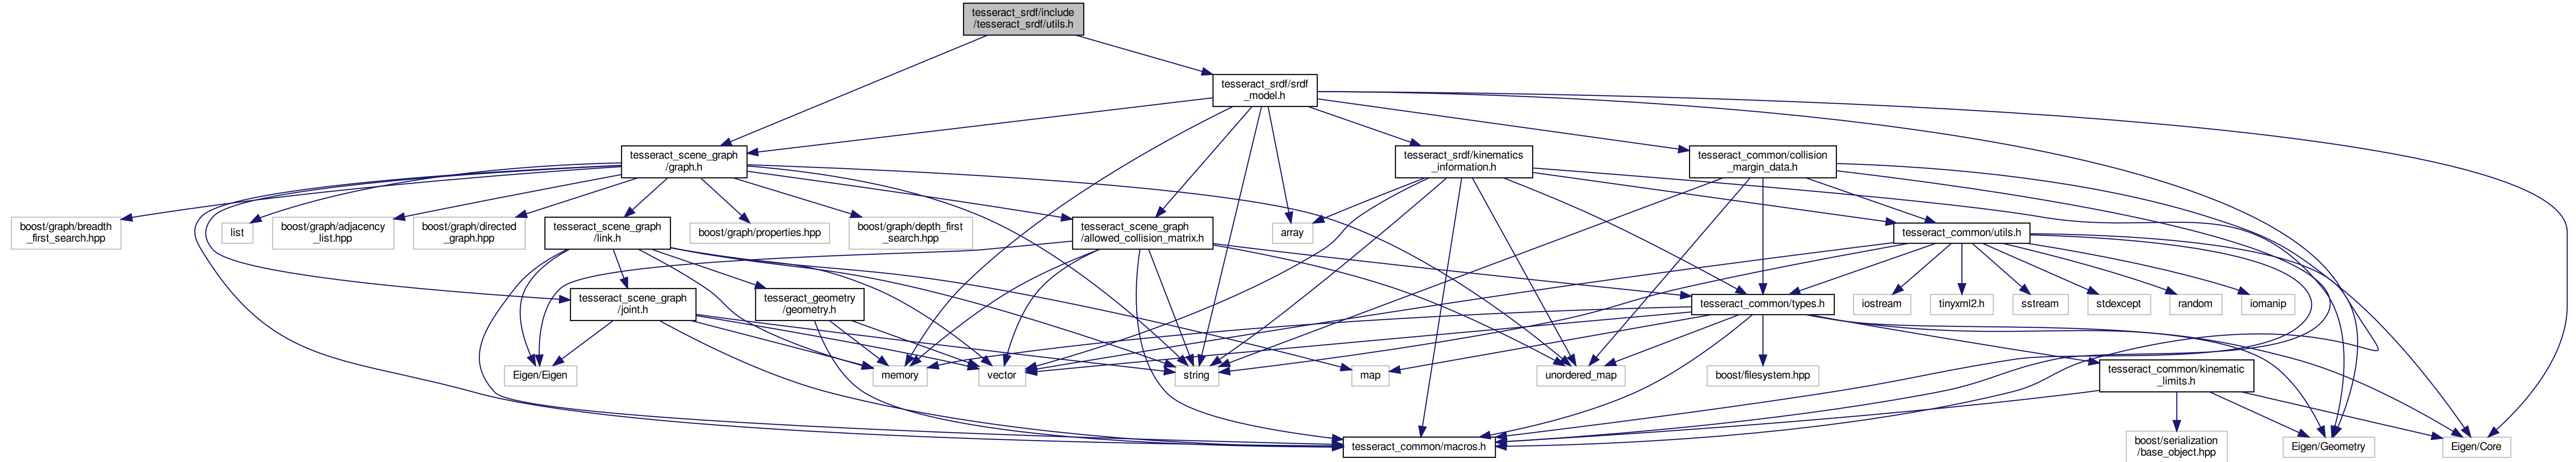 tesseract_srdf/include
/tesseract_srdf/utils.h
tesseract_srdf/srdf
_model.h
tesseract_scene_graph
/graph.h
tesseract_srdf/kinematics
_information.h
tesseract_common/collision
_margin_data.h
boost/graph/breadth
_first_search.hpp
list
boost/graph/adjacency
_list.hpp
boost/graph/directed
_graph.hpp
tesseract_scene_graph
/link.h
boost/graph/properties.hpp
boost/graph/depth_first
_search.hpp
tesseract_scene_graph
/allowed_collision_matrix.h
array
tesseract_common/utils.h
tesseract_scene_graph
/joint.h
tesseract_geometry
/geometry.h
tesseract_common/types.h
iostream
tinyxml2.h
sstream
stdexcept
random
iomanip
Eigen/Eigen
memory
vector
string
map
unordered_map
boost/filesystem.hpp
tesseract_common/kinematic
_limits.h
tesseract_common/macros.h
boost/serialization
/base_object.hpp
Eigen/Geometry
Eigen/Core